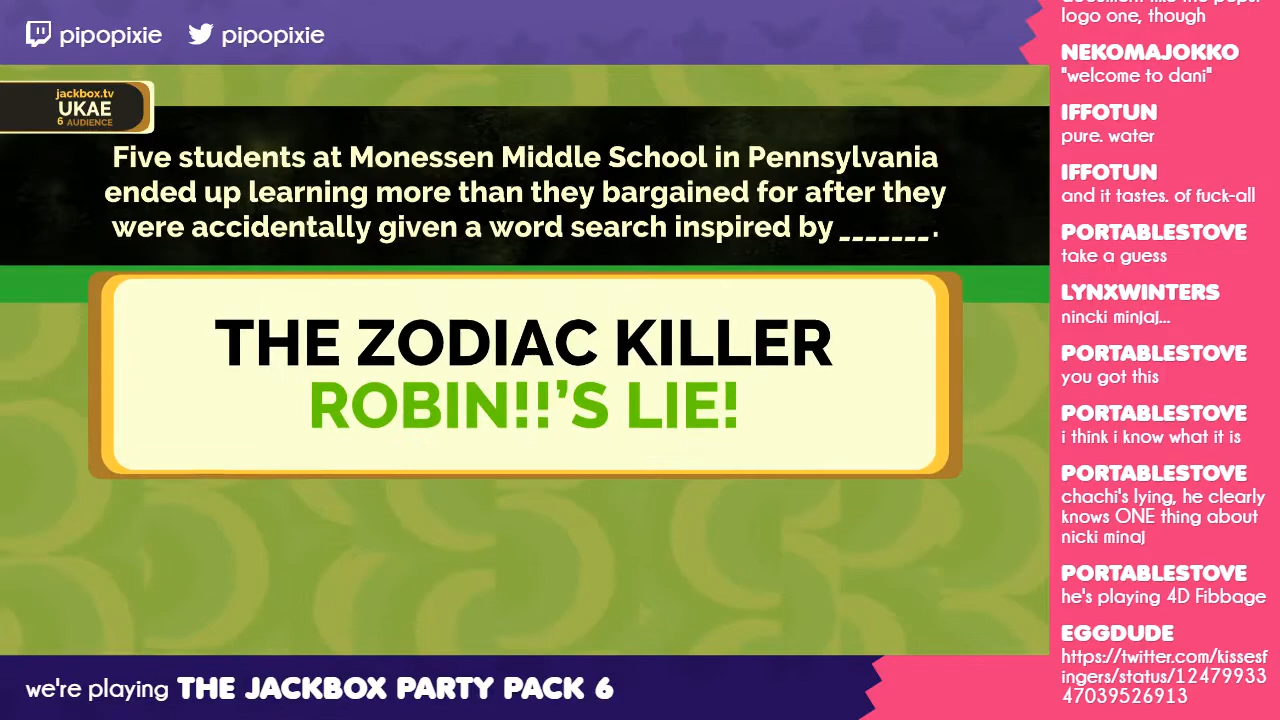 pipopixie pipopixie
jackbox.tv
UKAE
6 AUDIENCE
Five students at Monessen Middle School in Pennsylvania
ended up learning more than they bargained for after they
were accidentally given a word search inspired by _______.
THE ZODIAC KILLER
ROBIN!!'S LIE!
we're playing THE JACKBOX PARTY PACK 6
logo one, though
NEKOMAJOKKO
"welcome to dani"
IFFOTUN
pure. water
IFFOTUN
and it tastes. of fuck-all
PORTABLESTOVE
take a guess
LYNXWINTERS
nincki minjaj...
PORTABLESTOVE
you got this
PORTABLESTOVE
i think i know what it is
PORTABLESTOVE
chachi's lying, he clearly
knows ONE thing about
nicki minaj
PORTABLESTOVE
he's playing 4D Fibbage
EGGDUDE
https://twitter.com/kissesf
ingers/status/12479933
47039526913